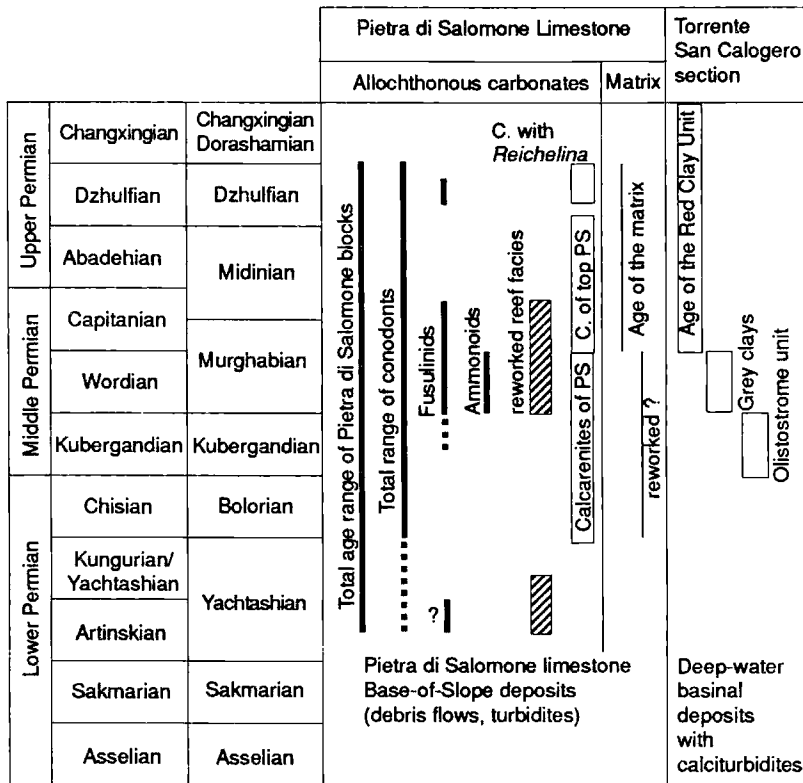 Pietra di Salomone Limestone
Torrente
San Calogero
section
Allochthonous carbonates
Matrix
Upper Permian
Middle Permian
Lower Permian
Changxingian
Dzhulfian
Abadehian
Capitanian
Wordian
Kubergandian
Chisian
Kungurian/
Yachtashian
Artinskian
Sakmarian
Asselian
Changxingian
Dorashamian
Dzhulfian
Midinian
Murghabian
Kubergandian
Bolorian
Yachtashian
Sakmarian
Asselian
Total age range of Pietra di Salomone blocks
Total range of conodonts
Fusulinids
?
Ammonoids
reworked reef facies
C. with
Reichelina
C. of top PS
Calcarenites of PS
Age of the matrix
reworked ?
Age of the Red Clay Unit
Grey clays
Olistostrome unit
Pietra di Salomone limestone
Base-of-Slope deposits
(debris flows, turbidites)
Deep-water
basinal
deposits
with
calciturbidites